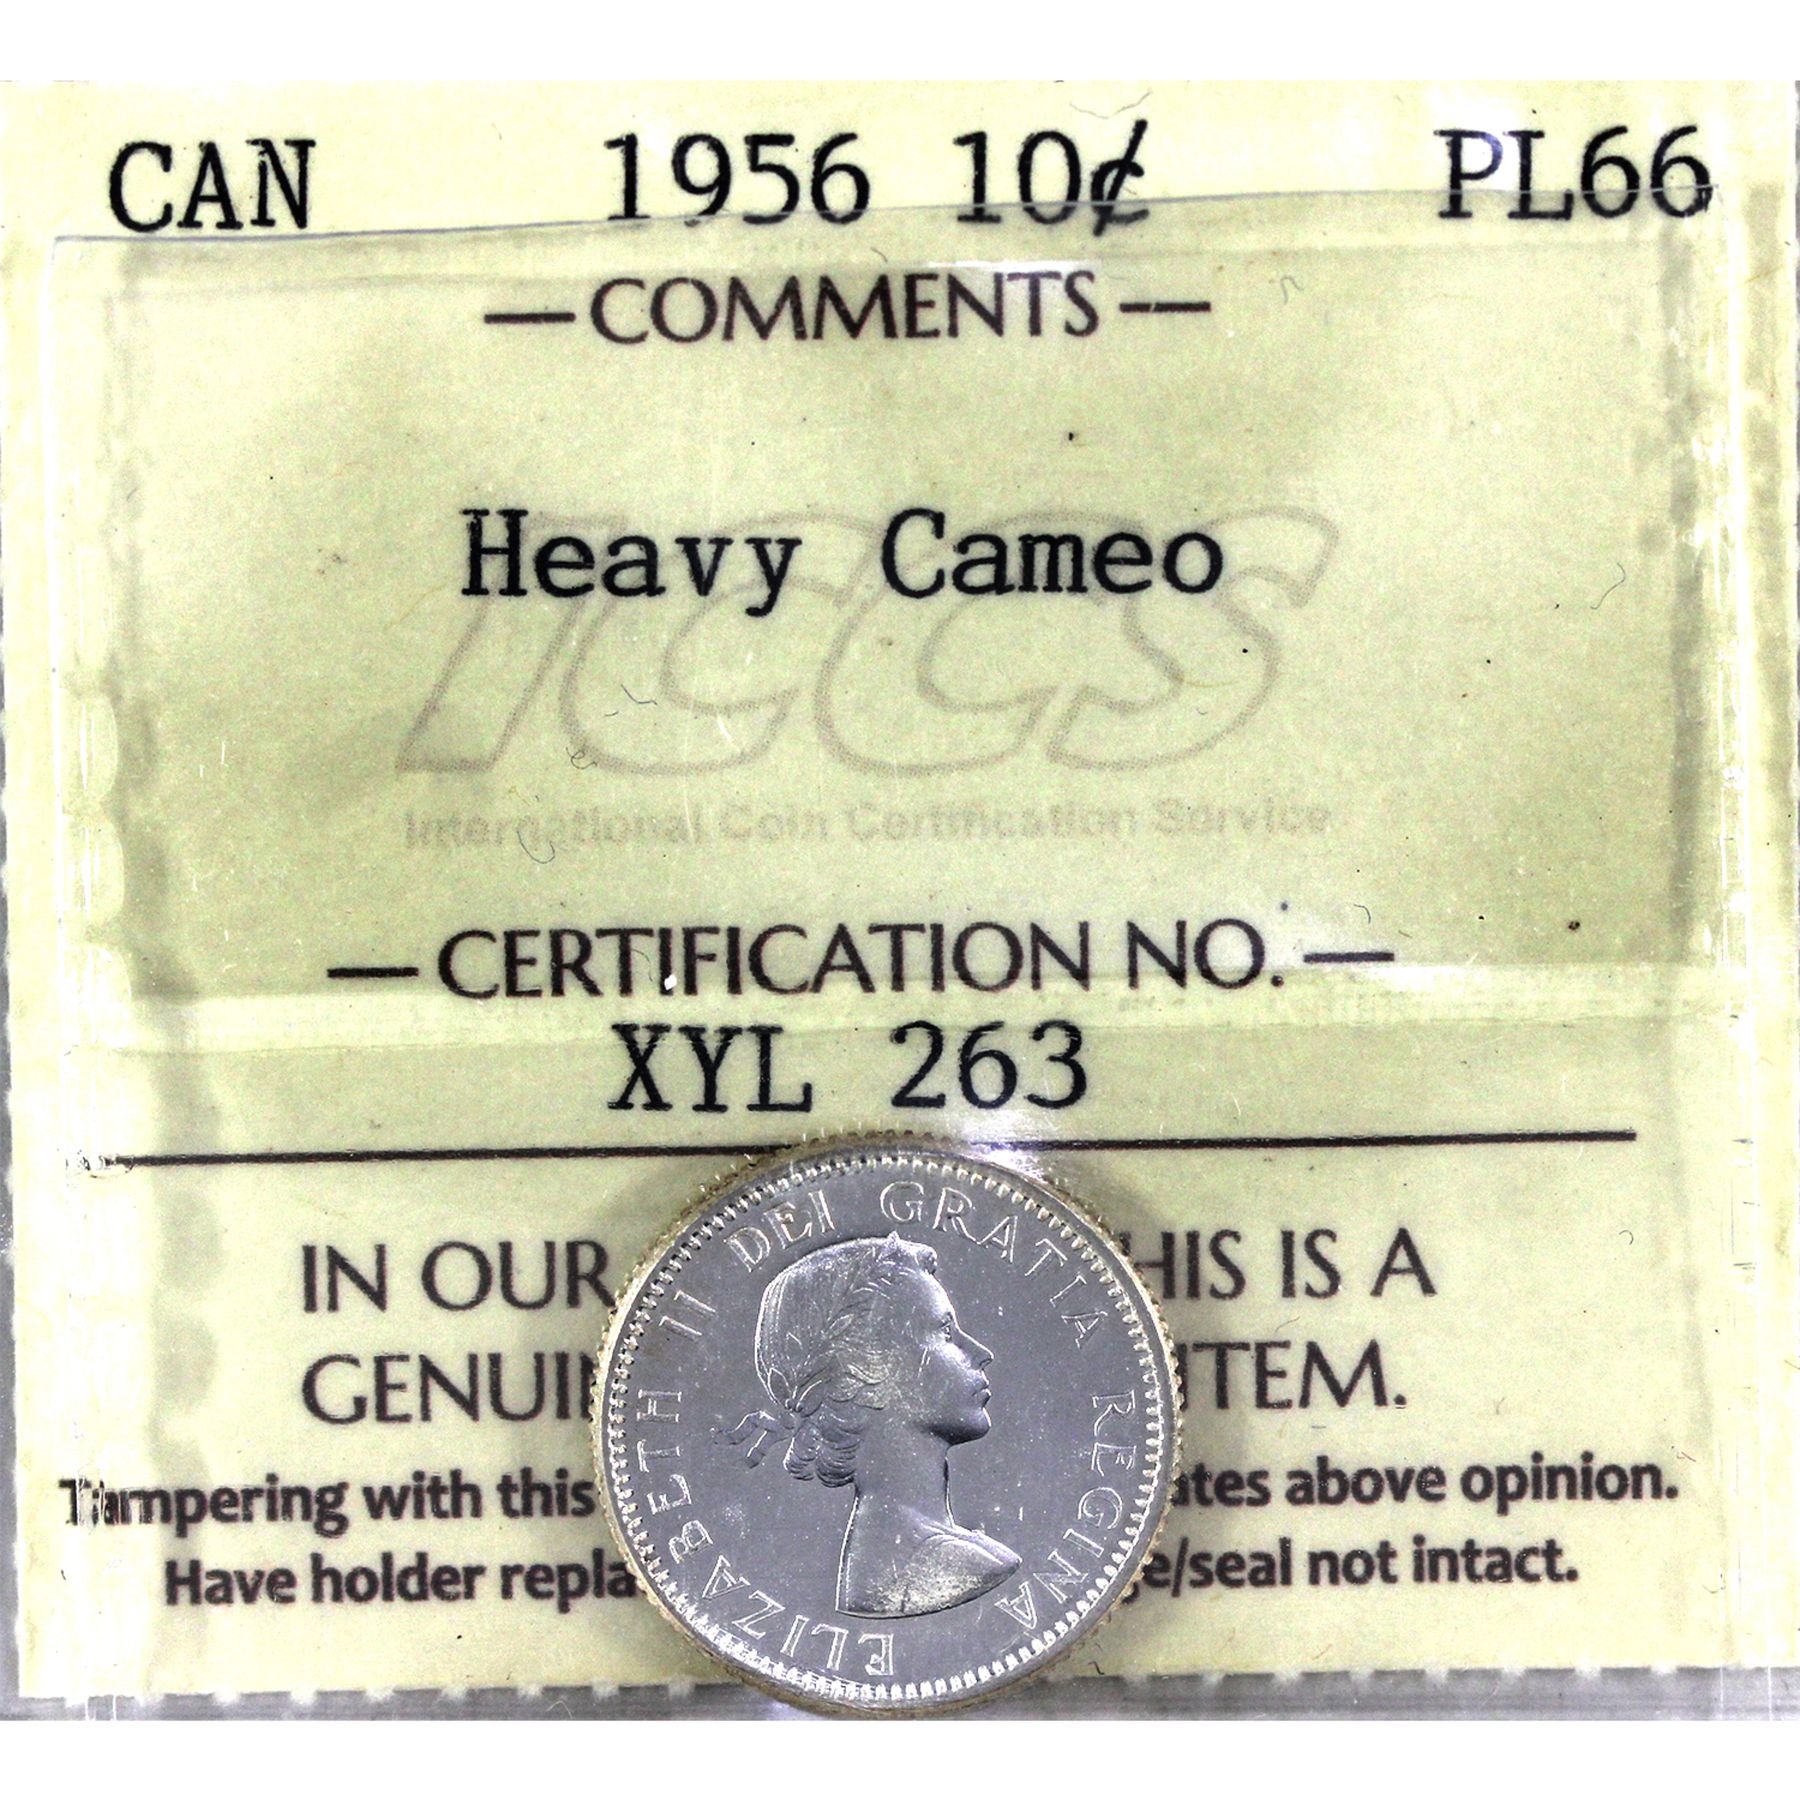 CAN 1956 10¢ PL66
— COMMENTS —
Heavy Cameo
ICCS
International Coin Certification Service
— CERTIFICATION NO. —
XYL 263
IN OUR HIS IS A
GENUIN ITEM.
Tampering with this ates above opinion.
Have holder repla e/seal not intact.
ELIZABETH II DEI GRATIA REGINA